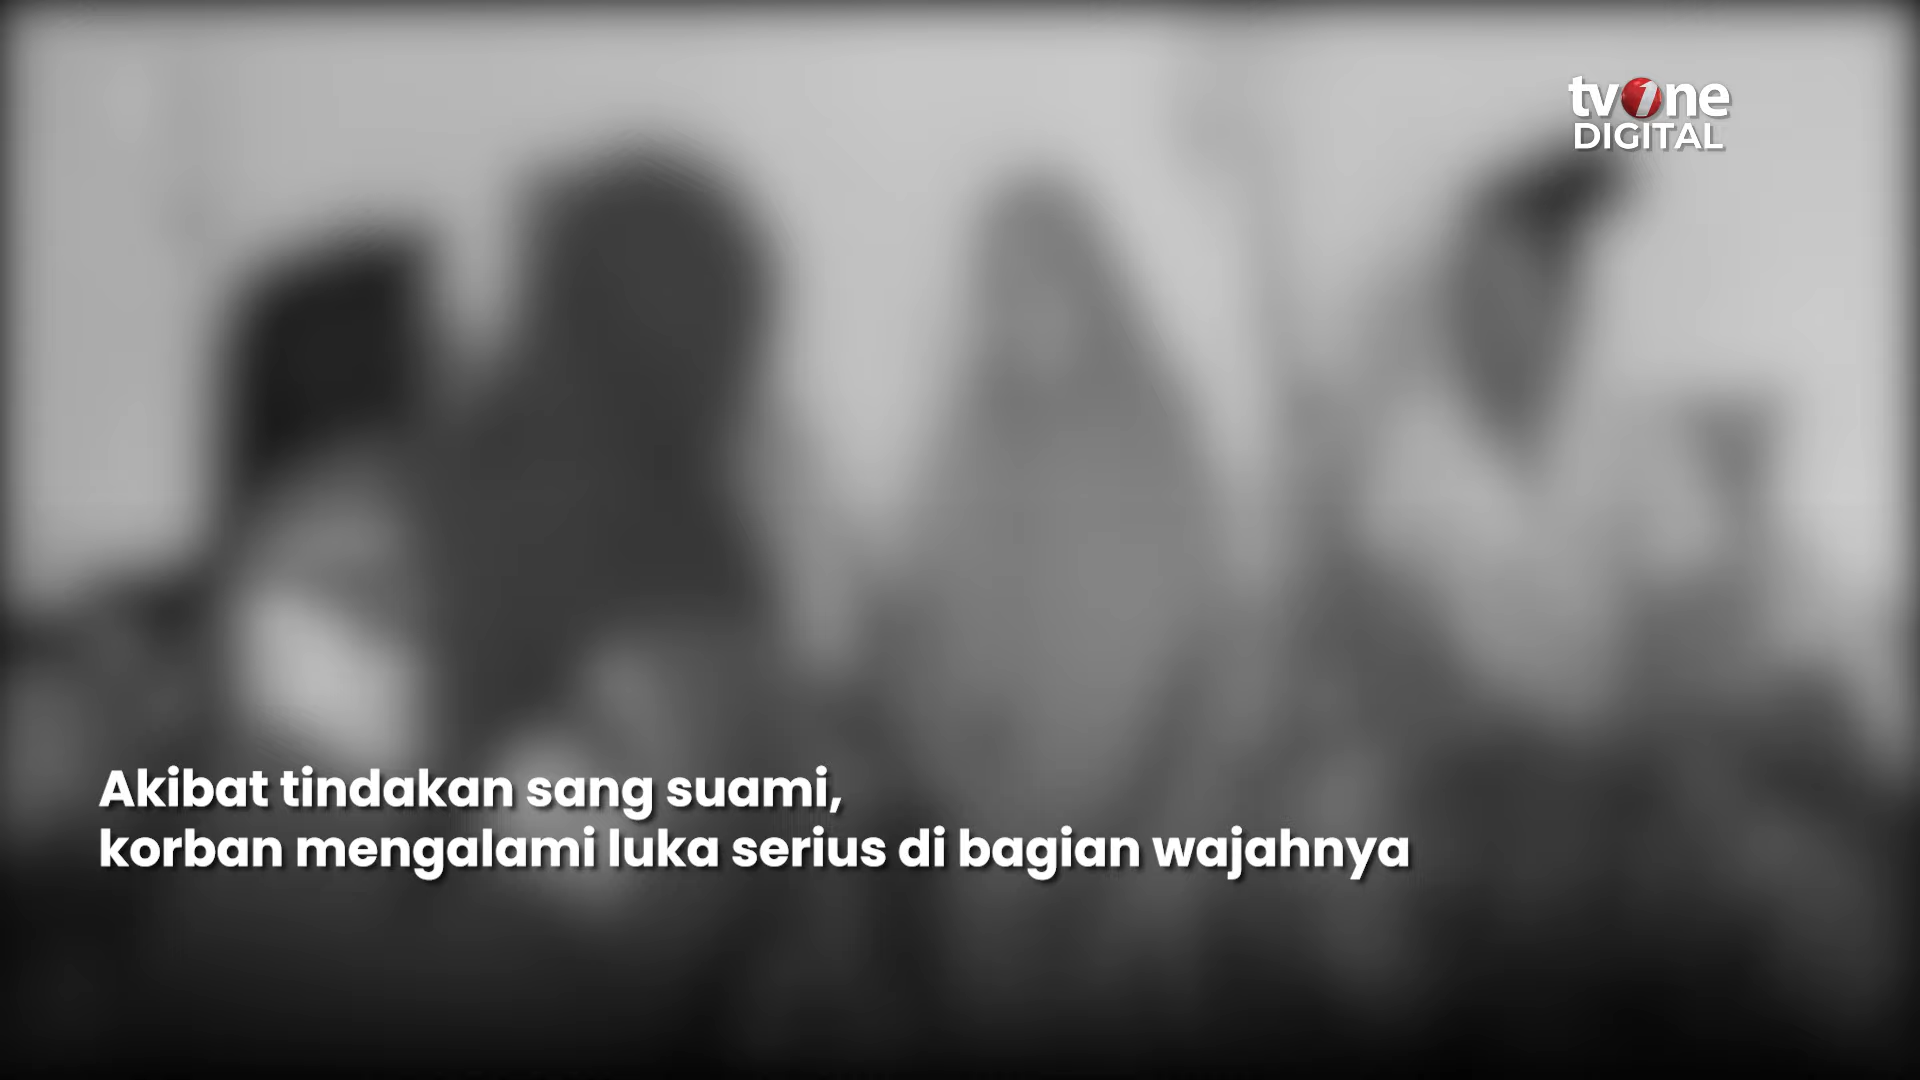 tvOne
DIGITAL
Akibat tindakan sang suami,
korban mengalami luka serius di bagian wajahnya